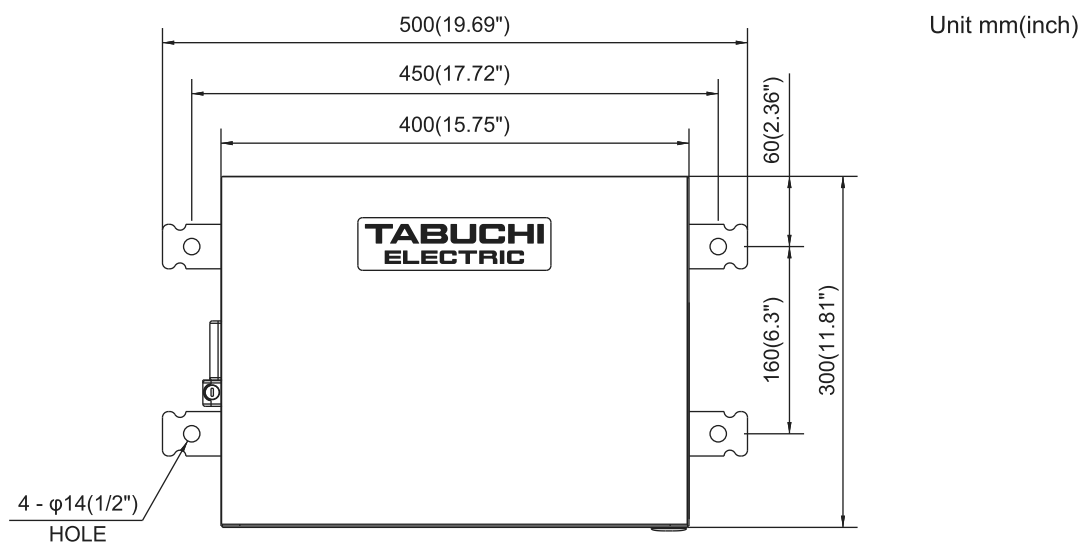 500(19.69")
Unit mm(inch)
450(17.72")
400(15.75")
60(2.36")
TABUCHI
ELECTRIC
160(6.3")
300(11.81")
4 - φ14(1/2")
HOLE